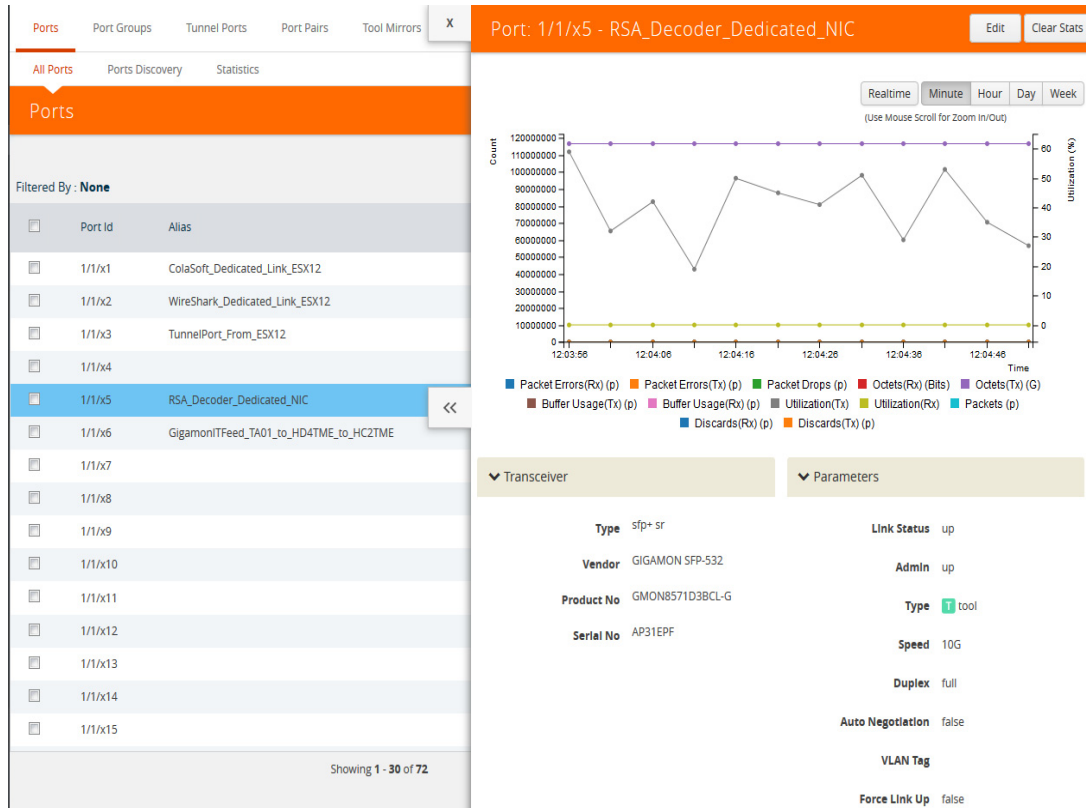 Ports Port Groups Tunnel Ports Port Pairs Tool Mirrors X
All Ports Ports Discovery Statistics
Ports
Filtered By : None
Port Id Alias
1/1/x1 ColaSoft_Dedicated_Link_ESX12
1/1/x2 WireShark_Dedicated_Link_ESX12
1/1/x3 TunnelPort_From_ESX12
1/1/x4
1/1/x5 RSA_Decoder_Dedicated_NIC
<<
1/1/x6 GigamonITFeed_TA01_to_HD4TME_to_HC2TME
1/1/x7
1/1/x8
1/1/x9
1/1/x10
1/1/x11
1/1/x12
1/1/x13
1/1/x14
1/1/x15
Showing 1 - 30 of 72
Port: 1/1/x5 - RSA_Decoder_Dedicated_NIC Edit Clear Stats
Realtime Minute Hour Day Week
(Use Mouse Scroll for Zoom In/Out)
Count
120000000
110000000
100000000
90000000
80000000
70000000
60000000
50000000
40000000
30000000
20000000
10000000
0
60
50
40
30
20
10
0
Utilization (%)
12:03:56 12:04:06 12:04:16 12:04:26 12:04:36 12:04:46
Time
Packet Errors(Rx) (p) Packet Errors(Tx) (p) Packet Drops (p) Octets(Rx) (Bits) Octets(Tx) (G)
Buffer Usage(Tx) (p) Buffer Usage(Rx) (p) Utilization(Tx) Utilization(Rx) Packets (p)
Discards(Rx) (p) Discards(Tx) (p)
Transceiver
Type sfp+ sr
Vendor GIGAMON SFP-532
Product No GMON8571D3BCL-G
Serial No AP31EPF
Parameters
Link Status up
Admin up
Type T tool
Speed 10G
Duplex full
Auto Negotiation false
VLAN Tag
Force Link Up false